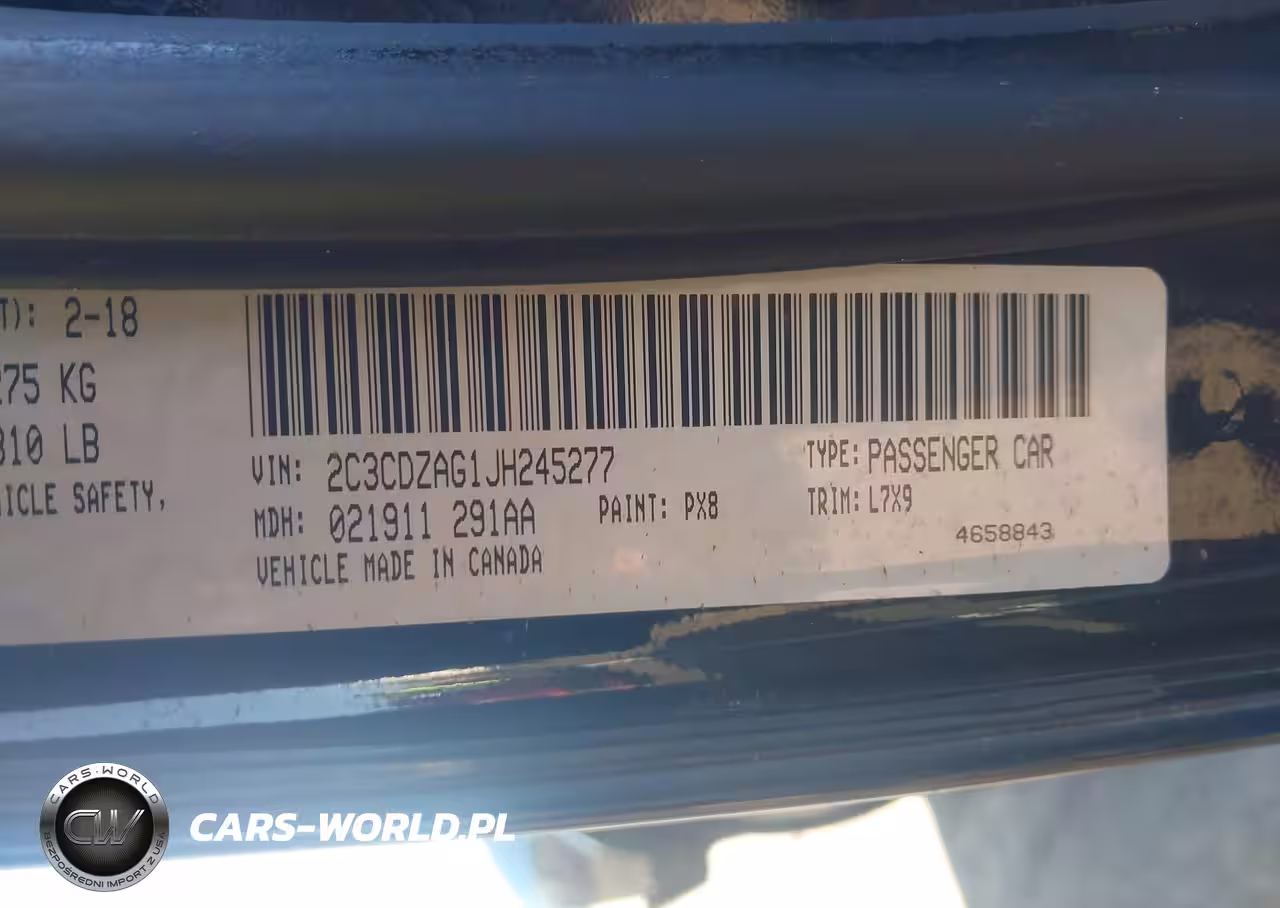 T): 2-18
275 KG
310 LB
ICLE SAFETY,
VIN: 2C3CDZAG1JH245277
TYPE: PASSENGER CAR
MDH: 021911 291AA
PAINT: PX8
TRIM: L7X9
VEHICLE MADE IN CANADA
4658843
CARS-WORLD
CW
BEZPOŚREDNI IMPORT Z USA
CARS-WORLD.PL